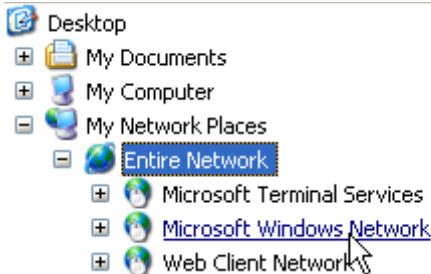 Desktop
My Documents
My Computer
My Network Places
Entire Network
Microsoft Terminal Services
Microsoft Windows Network
Web Client Network